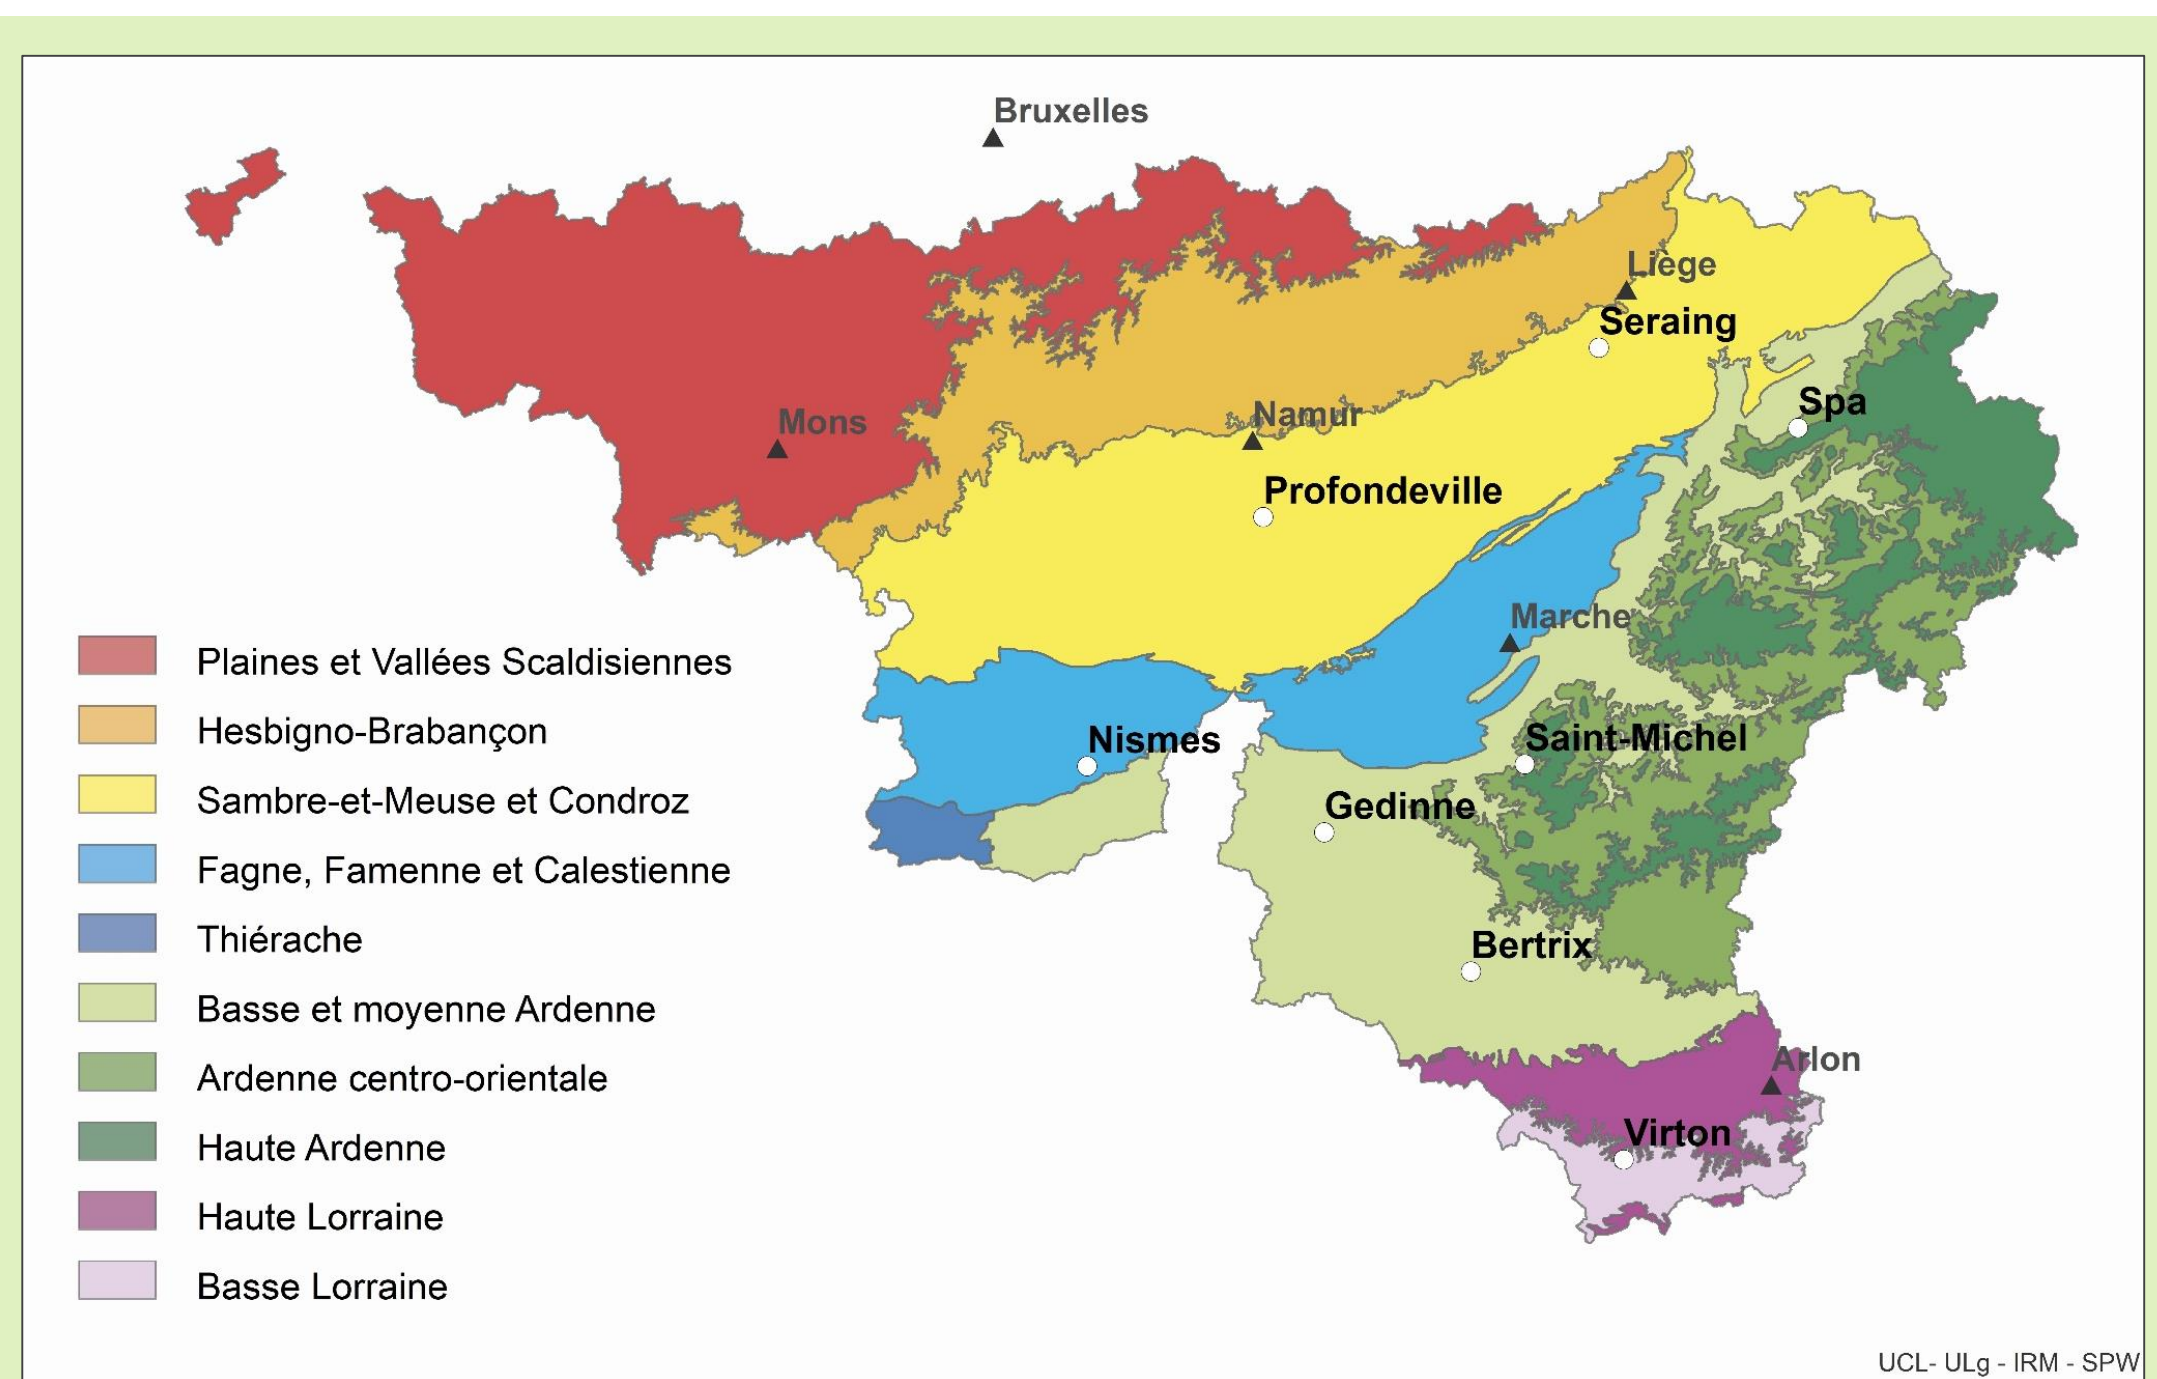 Bruxelles
Liège
Seraing
Spa
Mons
Namur
Profondeville
Marche
Nismes
Saint-Michel
Gedinne
Bertrix
Arlon
Virton
Plaines et Vallées Scaldisiennes
Hesbigno-Brabançon
Sambre-et-Meuse et Condroz
Fagne, Famenne et Calestienne
Thiérache
Basse et moyenne Ardenne
Ardenne centro-orientale
Haute Ardenne
Haute Lorraine
Basse Lorraine
UCL- ULg - IRM - SPW